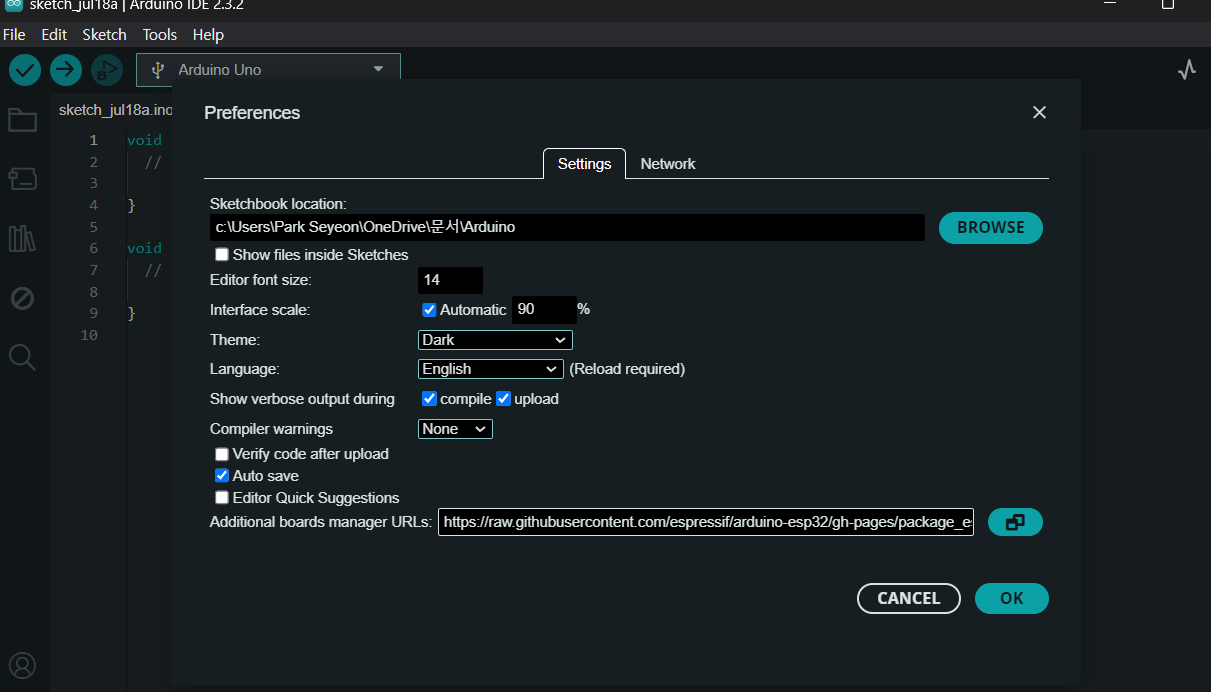 sketch_jul18a | Arduino IDE 2.3.2
File Edit Sketch Tools Help
Arduino Uno
sketch_jul18a.ino
Preferences
Settings Network
1 void
2 //
3
4 }
5
6 void
7 //
8
9 }
10
Sketchbook location:
c:\Users\Park Seyeon\OneDrive\문서\Arduino BROWSE
Show files inside Sketches
Editor font size: 14
Interface scale: Automatic 90 %
Theme: Dark
Language: English (Reload required)
Show verbose output during compile upload
Compiler warnings None
Verify code after upload
Auto save
Editor Quick Suggestions
Additional boards manager URLs: https://raw.githubusercontent.com/espressif/arduino-esp32/gh-pages/package_e
CANCEL OK